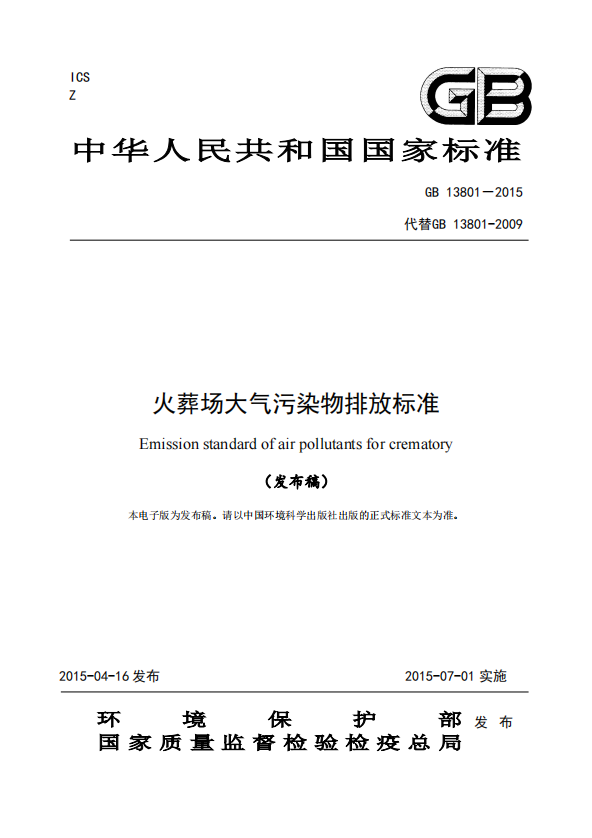 ICS
Z
GB
中华人民共和国国家标准
GB 13801－2015
代替GB 13801-2009
火葬场大气污染物排放标准
Emission standard of air pollutants for crematory
（发布稿）
本电子版为发布稿。请以中国环境科学出版社出版的正式标准文本为准。
2015-04-16 发布
2015-07-01 实施
环境保护部
国家质量监督检验检疫总局
发布